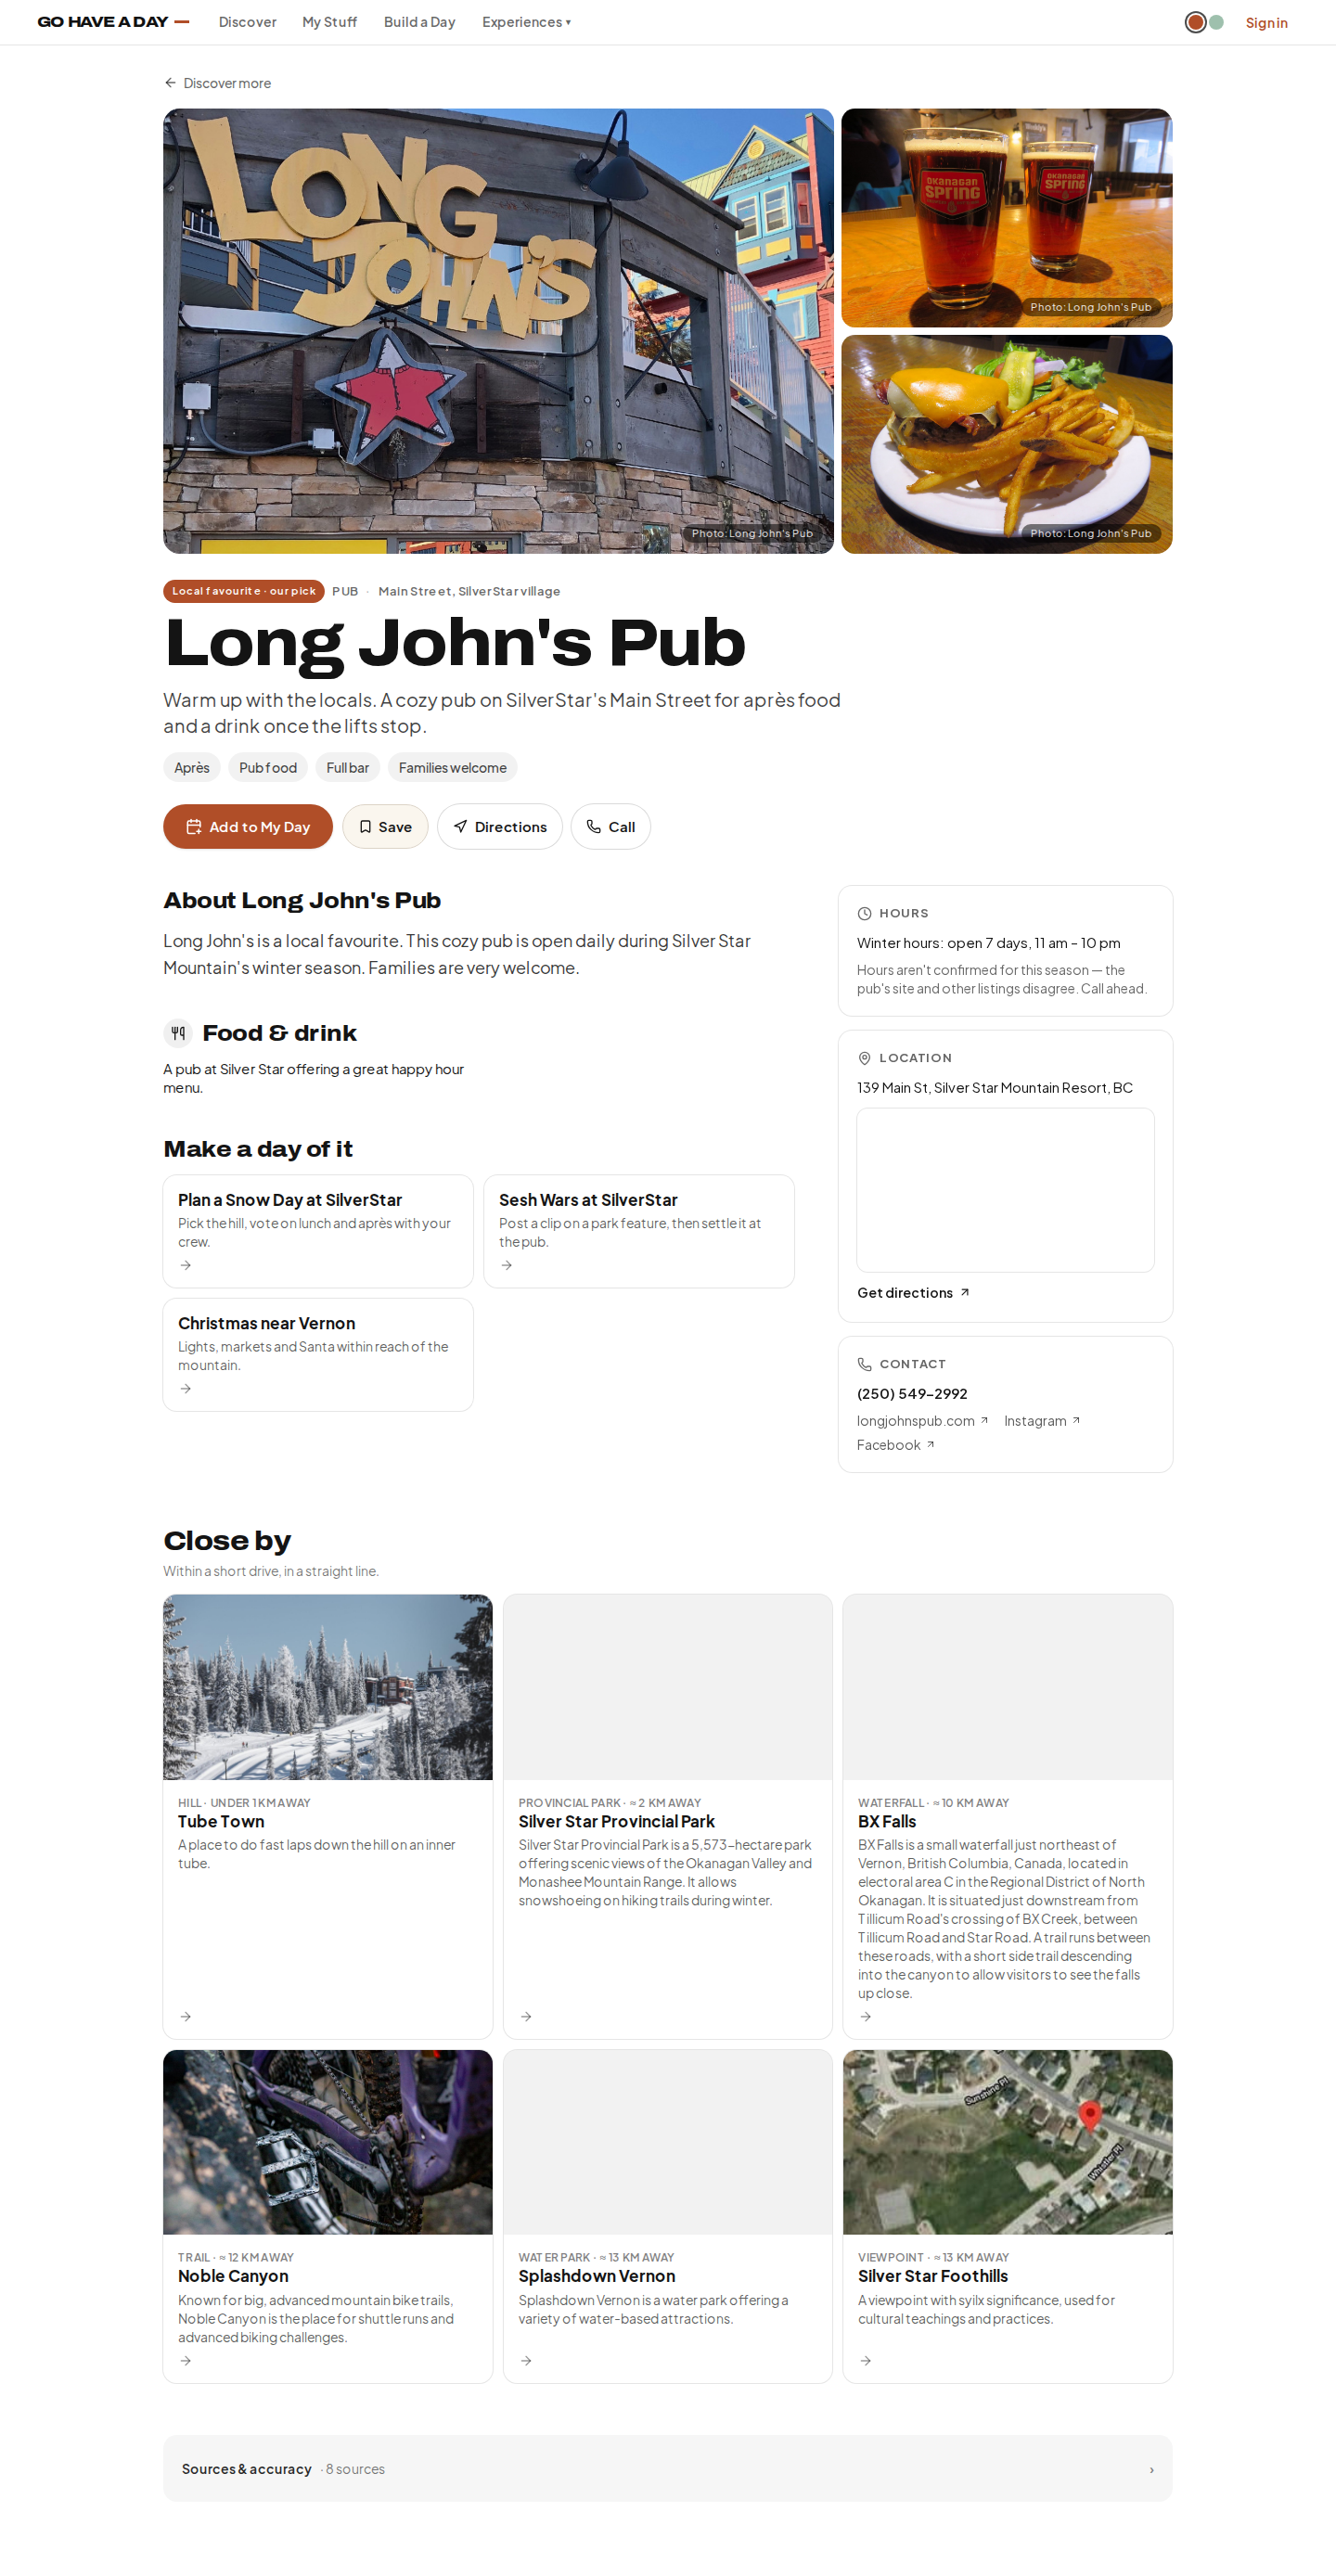 GO HAVE A DAY
Discover
My Stuff
Build a Day
Experiences ▾
Sign in
← Discover more
LONG
JOHN'S
Photo: Long John's Pub
OKANAGAN
SPRING
OKANAGAN
SPRING
Photo: Long John's Pub
Photo: Long John's Pub
Local favourite · our pick
PUB · Main Street, SilverStar village
Long John's Pub
Warm up with the locals. A cozy pub on SilverStar's Main Street for après food
and a drink once the lifts stop.
Après
Pub food
Full bar
Families welcome
Add to My Day
Save
Directions
Call
About Long John's Pub
Long John's is a local favourite. This cozy pub is open daily during Silver Star
Mountain's winter season. Families are very welcome.
Food & drink
A pub at Silver Star offering a great happy hour
menu.
Make a day of it
Plan a Snow Day at SilverStar
Pick the hill, vote on lunch and après with your
crew.
→
Sesh Wars at SilverStar
Post a clip on a park feature, then settle it at
the pub.
→
Christmas near Vernon
Lights, markets and Santa within reach of the
mountain.
→
HOURS
Winter hours: open 7 days, 11 am – 10 pm
Hours aren't confirmed for this season — the
pub's site and other listings disagree. Call ahead.
LOCATION
139 Main St, Silver Star Mountain Resort, BC
Get directions ↗
CONTACT
(250) 549-2992
longjohnspub.com ↗
Instagram ↗
Facebook ↗
Close by
Within a short drive, in a straight line.
HILL · UNDER 1 KM AWAY
Tube Town
A place to do fast laps down the hill on an inner
tube.
→
PROVINCIAL PARK · ≈ 2 KM AWAY
Silver Star Provincial Park
Silver Star Provincial Park is a 5,573-hectare park
offering scenic views of the Okanagan Valley and
Monashee Mountain Range. It allows
snowshoeing on hiking trails during winter.
→
WATERFALL · ≈ 10 KM AWAY
BX Falls
BX Falls is a small waterfall just northeast of
Vernon, British Columbia, Canada, located in
electoral area C in the Regional District of North
Okanagan. It is situated just downstream from
Tillicum Road's crossing of BX Creek, between
Tillicum Road and Star Road. A trail runs between
these roads, with a short side trail descending
into the canyon to allow visitors to see the falls
up close.
→
TRAIL · ≈ 12 KM AWAY
Noble Canyon
Known for big, advanced mountain bike trails,
Noble Canyon is the place for shuttle runs and
advanced biking challenges.
→
WATER PARK · ≈ 13 KM AWAY
Splashdown Vernon
Splashdown Vernon is a water park offering a
variety of water-based attractions.
→
Sunshine Pl
Whistler Pl
VIEWPOINT · ≈ 13 KM AWAY
Silver Star Foothills
A viewpoint with syilx significance, used for
cultural teachings and practices.
→
Sources & accuracy · 8 sources ›